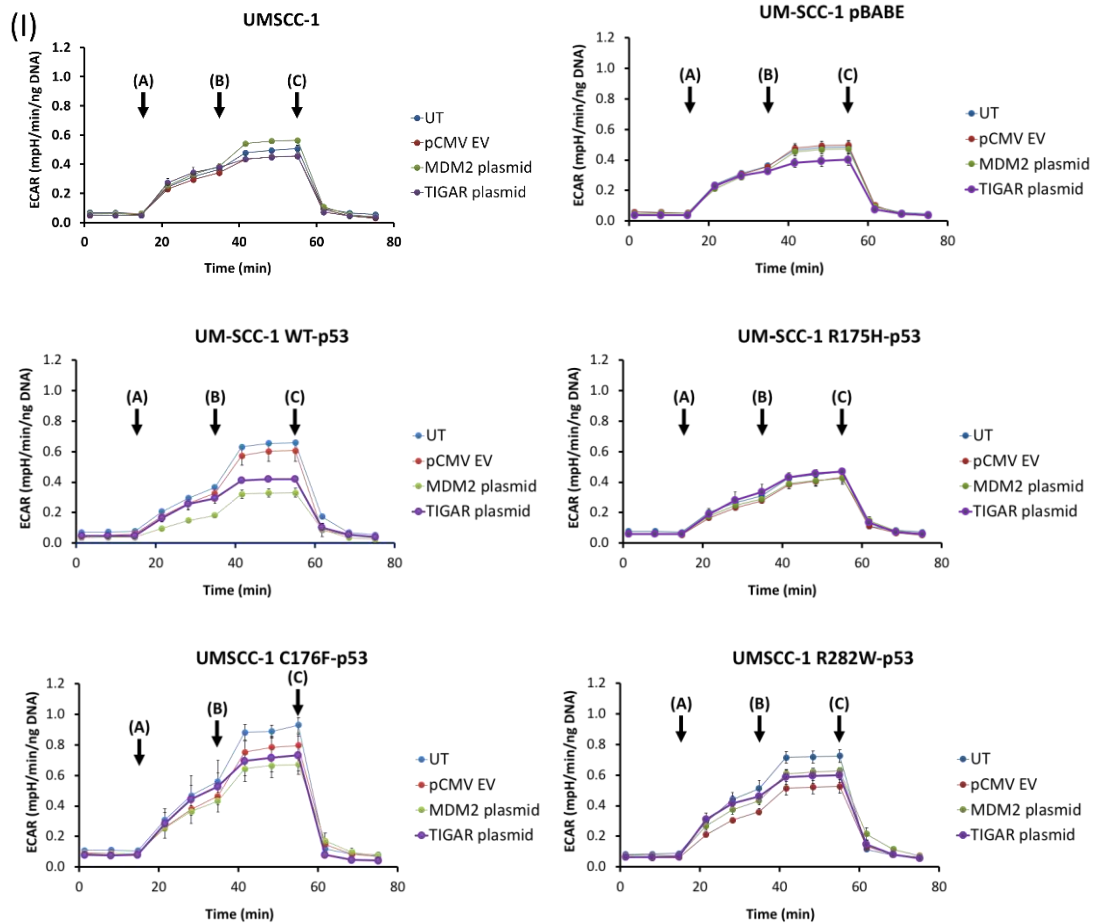 (I)
UMSCC-1
ECAR (mpH/min/ng DNA)
1.2
1.0
0.8
0.6
0.4
0.2
0.0
(A)
(B)
(C)
0
20
40
60
80
Time (min)
UT
pCMV EV
MDM2 plasmid
TIGAR plasmid
UM-SCC-1 pBABE
ECAR (mpH/min/ng DNA)
1.2
1.0
0.8
0.6
0.4
0.2
0.0
(A)
(B)
(C)
0
20
40
60
80
Time (min)
UT
pCMV EV
MDM2 plasmid
TIGAR plasmid
UM-SCC-1 WT-p53
ECAR (mpH/min/ng DNA)
1.2
1.0
0.8
0.6
0.4
0.2
0.0
(A)
(B)
(C)
0
20
40
60
80
Time (min)
UT
pCMV EV
MDM2 plasmid
TIGAR plasmid
UM-SCC-1 R175H-p53
ECAR (mpH/min/ng DNA)
1.2
1.0
0.8
0.6
0.4
0.2
0.0
(A)
(B)
(C)
0
20
40
60
80
Time (min)
UT
pCMV EV
MDM2 plasmid
TIGAR plasmid
UMSCC-1 C176F-p53
ECAR (mpH/min/ng DNA)
1.2
1.0
0.8
0.6
0.4
0.2
0.0
(A)
(B)
(C)
0
20
40
60
80
Time (min)
UT
pCMV EV
MDM2 plasmid
TIGAR plasmid
UMSCC-1 R282W-p53
ECAR (mpH/min/ng DNA)
1.2
1.0
0.8
0.6
0.4
0.2
0.0
(A)
(B)
(C)
0
20
40
60
80
Time (min)
UT
pCMV EV
MDM2 plasmid
TIGAR plasmid